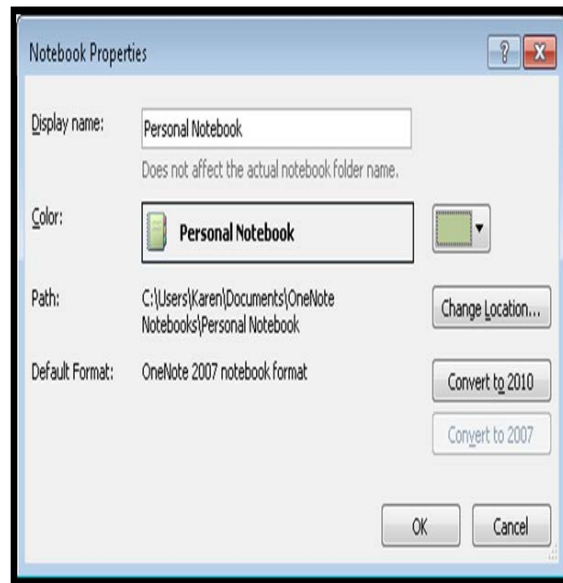 Notebook Properties
?
X
Display name:
Personal Notebook
Does not affect the actual notebook folder name.
Color:
Personal Notebook
Path:
C:\Users\Karen\Documents\OneNote
Notebooks\Personal Notebook
Change Location...
Default Format:
OneNote 2007 notebook format
Convert to 2010
Convert to 2007
OK
Cancel